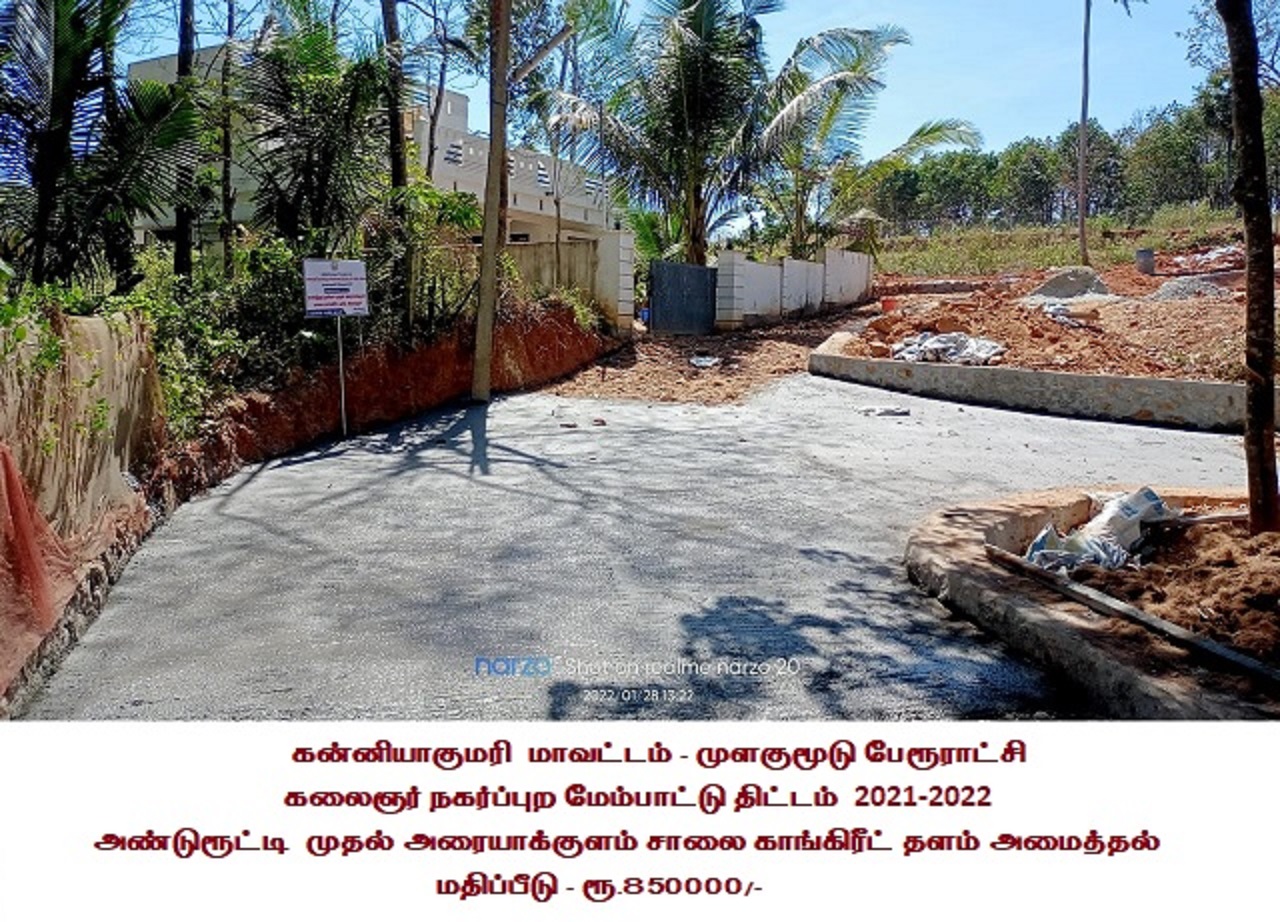 narzo Shot on realme narzo 20
2022/01/28 13:22
கன்னியாகுமரி மாவட்டம் - முளகுமூடு பேரூராட்சி
கலைஞர் நகர்ப்புற மேம்பாட்டு திட்டம் 2021-2022
அண்டுரூட்டி முதல் அரையாக்குளம் சாலை காங்கிரீட் தளம் அமைத்தல்
மதிப்பீடு - ரூ.850000/-